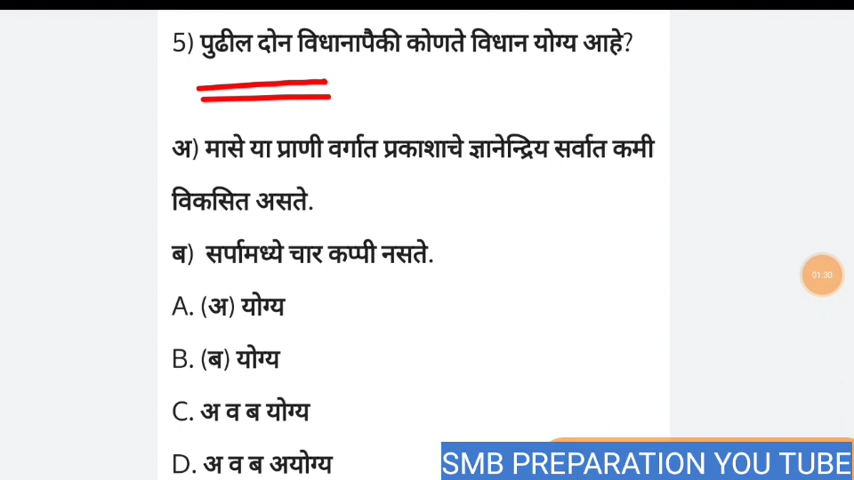 5) पुढील दोन विधानापैकी कोणते विधान योग्य आहे?
अ) मासे या प्राणी वर्गात प्रकाशाचे ज्ञानेन्द्रिय सर्वात कमी
विकसित असते.
ब) सर्पामध्ये चार कप्पी नसते.
A. (अ) योग्य
B. (ब) योग्य
C. अ व ब योग्य
D. अ व ब अयोग्य
01:30
SMB PREPARATION YOU TUBE